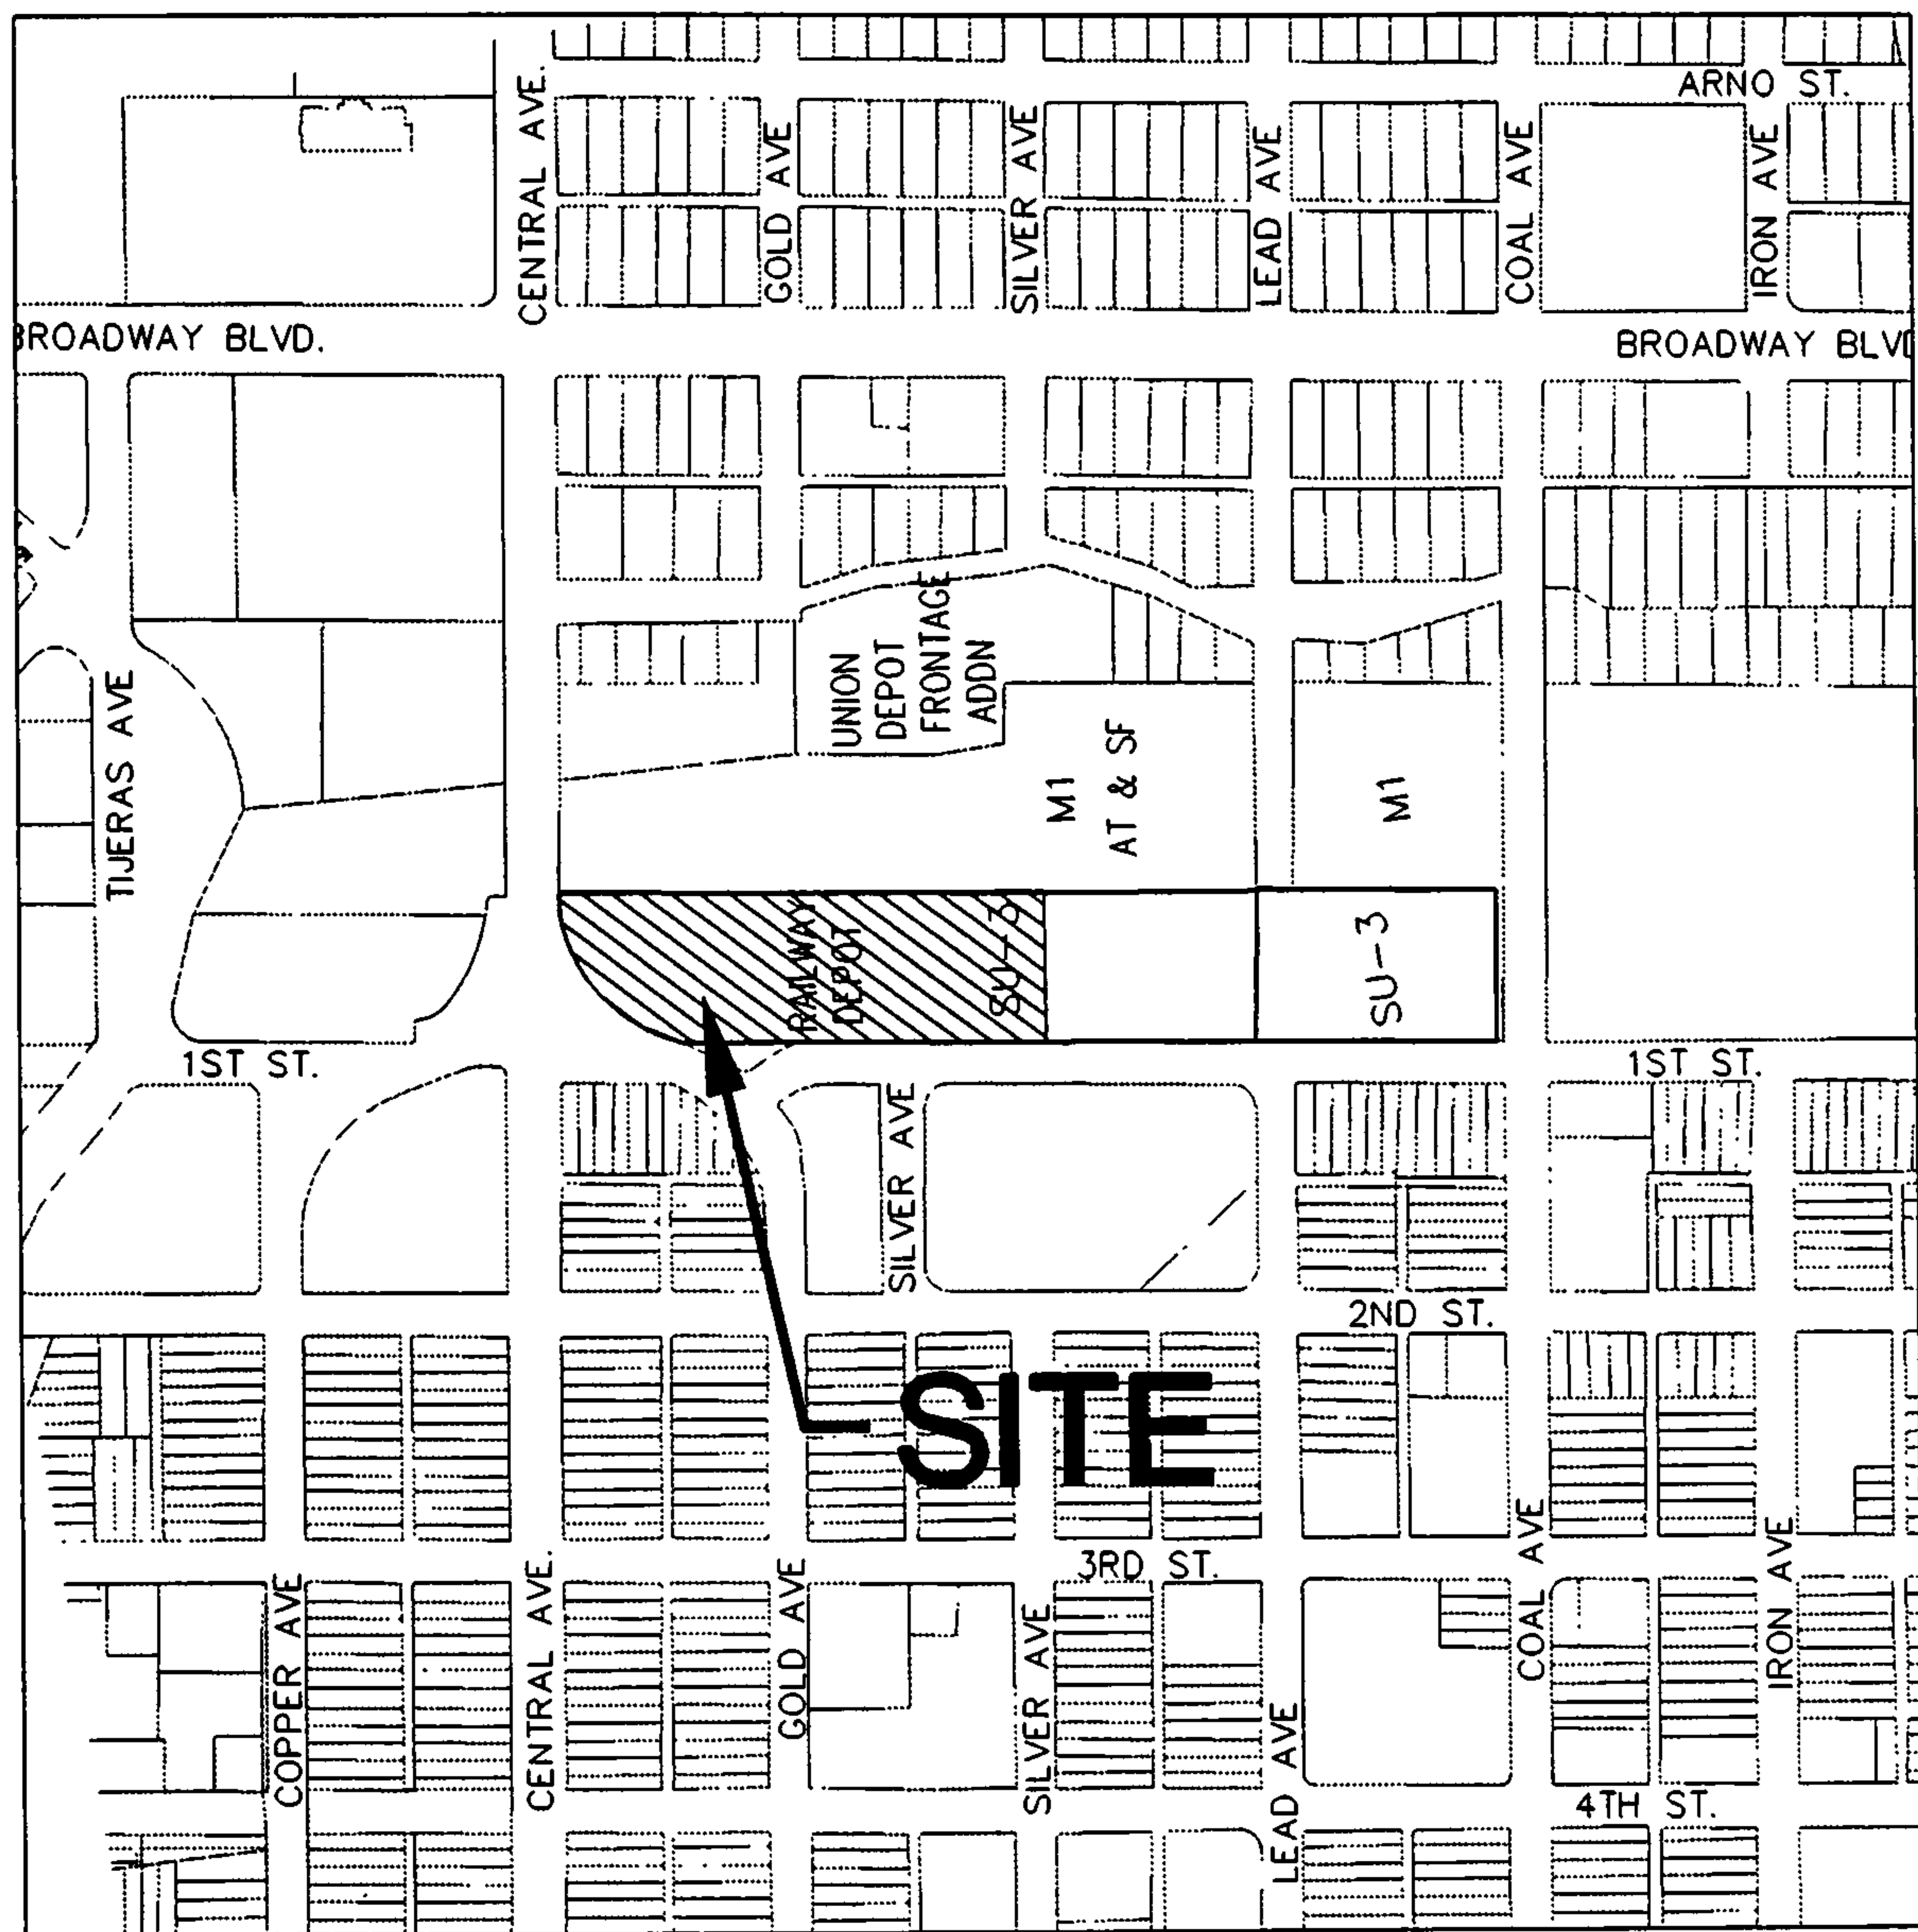 ARNO ST.
CENTRAL AVE.
GOLD AVE
SILVER AVE
LEAD AVE
COAL AVE
IRON AVE
BROADWAY BLVD.
BROADWAY BLVD
TIJERAS AVE
UNION
DEPOT
FRONTAGE
ADDN
M1
AT & SF
M1
RAILWAY
DEPOT
SU-3
SU-3
1ST ST.
1ST ST.
SILVER AVE
2ND ST.
SITE
3RD ST.
COPPER AVE
CENTRAL AVE.
GOLD AVE
SILVER AVE
LEAD AVE
COAL AVE
IRON AVE
4TH ST.